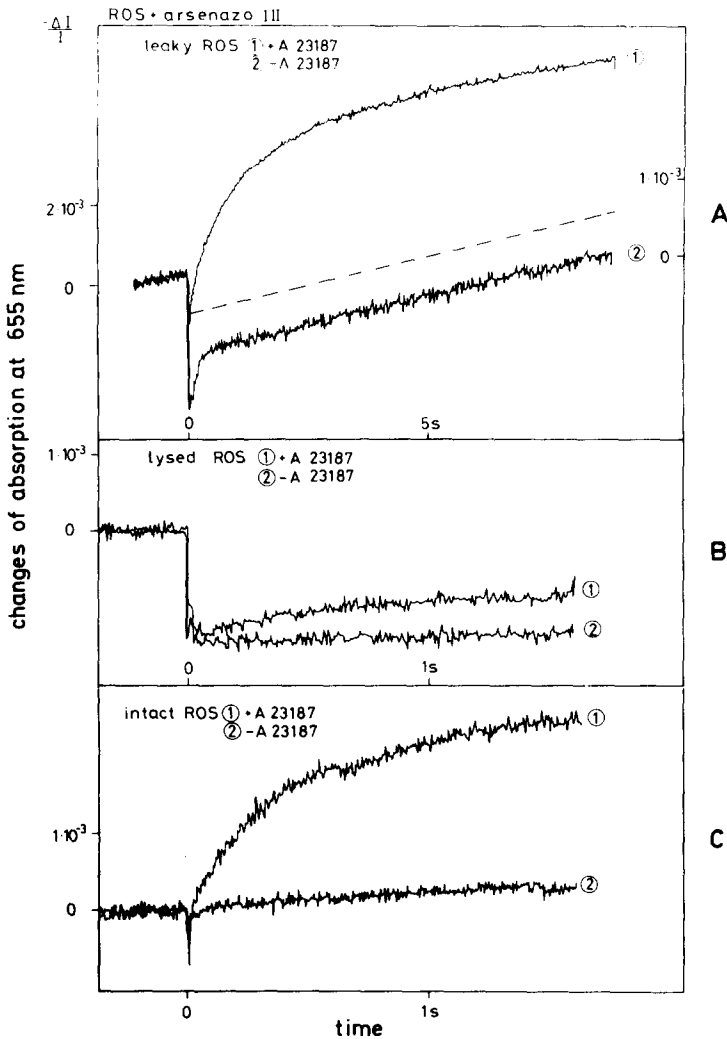 -ΔI
I
ROS + arsenazo III
leaky ROS ① + A 23187
2 - A 23187
①
1·10⁻³
2·10⁻³
A
②
0
0
0
5s
changes of absorption at 655 nm
1·10⁻³
lysed ROS ① + A 23187
② - A 23187
0
B
①
②
0
1s
intact ROS ① + A 23187
② - A 23187
①
1·10⁻³
C
②
0
0
1s
time